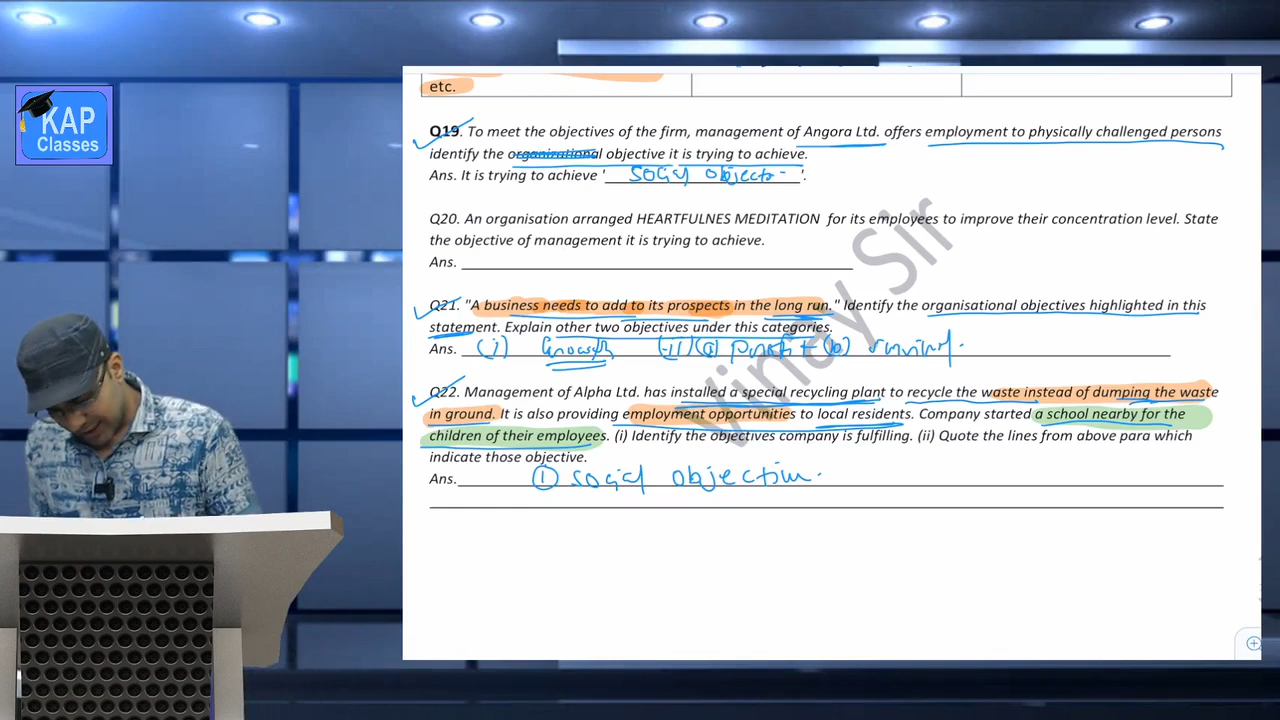 KAP
Classes
etc.
Q19. To meet the objectives of the firm, management of Angora Ltd. offers employment to physically challenged persons
identify the organizational objective it is trying to achieve.
Ans. It is trying to achieve 'social objects'.
Q20. An organisation arranged HEARTFULNES MEDITATION for its employees to improve their concentration level. State
the objective of management it is trying to achieve.
Ans. ____________________
Q21. "A business needs to add to its prospects in the long run." Identify the organisational objectives highlighted in this
statement. Explain other two objectives under this categories.
Ans. (i) Growth (ii) (a) profit + (b) survival.
Q22. Management of Alpha Ltd. has installed a special recycling plant to recycle the waste instead of dumping the waste
in ground. It is also providing employment opportunities to local residents. Company started a school nearby for the
children of their employees. (i) Identify the objectives company is fulfilling. (ii) Quote the lines from above para which
indicate those objective.
Ans. ① social objective.
Vinay Sir